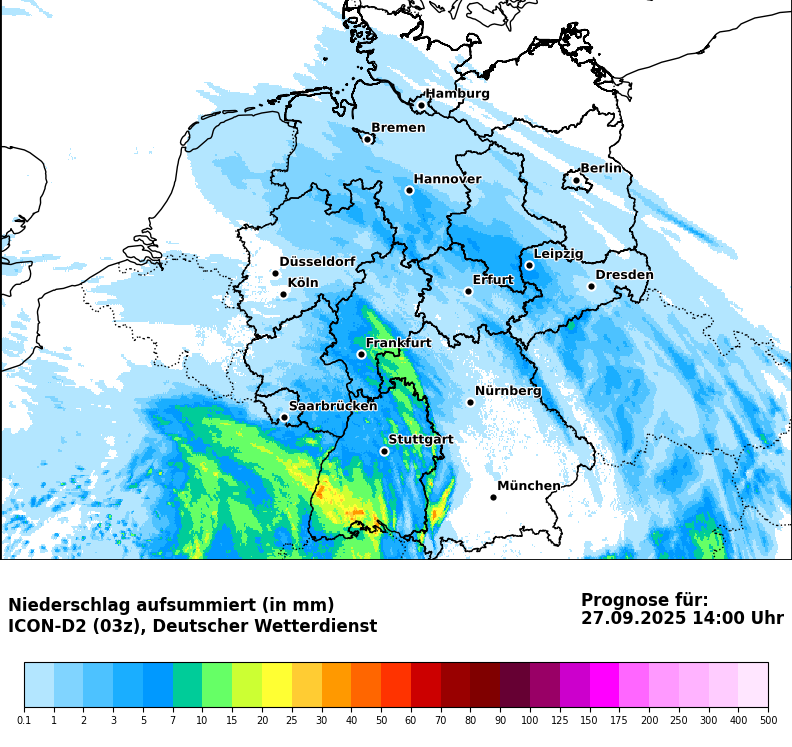 Hamburg
Bremen
Berlin
Hannover
Düsseldorf
Leipzig
Köln
Erfurt
Dresden
Frankfurt
Nürnberg
Saarbrücken
Stuttgart
München
Niederschlag aufsummiert (in mm)
ICON-D2 (03z), Deutscher Wetterdienst
Prognose für:
27.09.2025 14:00 Uhr
0.1 1 2 3 5 7 10 15 20 25 30 40 50 60 70 80 90 100 125 150 175 200 250 300 400 500